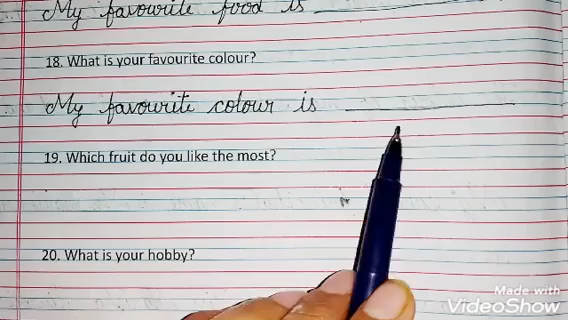 My favourite food is
18. What is your favourite colour?
My favourite colour is
19. Which fruit do you like the most?
20. What is your hobby?
Made with
VideoShow